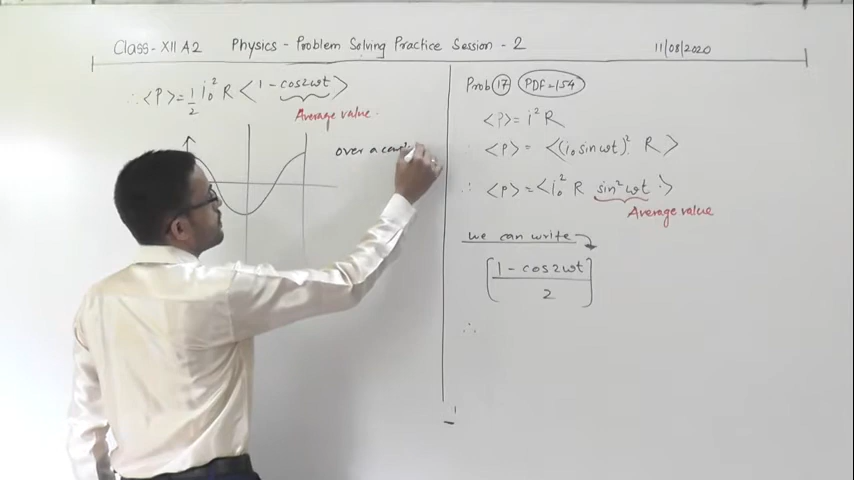 Class-XII A2 Physics - Problem Solving Practice Session - 2 11/08/2020
∴ <P> = 1/2 i₀² R < 1 - cos2ωt >
Average value.
over a
Prob 17 PDF-154
<P> = i² R
∴ <P> = <(i₀ sin ωt)² R>
∴ <P> = <i₀² R sin² ωt.>
Average value
we can write
[1 - cos2ωt / 2]
∴